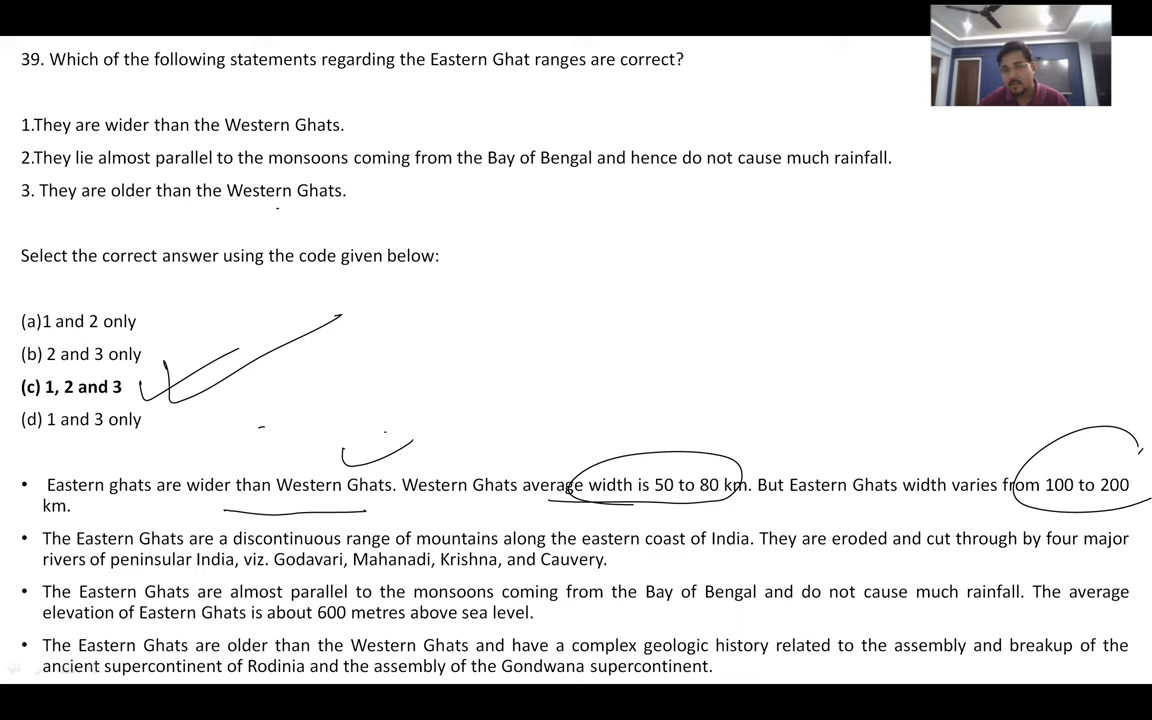 39. Which of the following statements regarding the Eastern Ghat ranges are correct?
1.They are wider than the Western Ghats.
2.They lie almost parallel to the monsoons coming from the Bay of Bengal and hence do not cause much rainfall.
3. They are older than the Western Ghats.
Select the correct answer using the code given below:
(a)1 and 2 only
(b) 2 and 3 only
(c) 1, 2 and 3
(d) 1 and 3 only
• Eastern ghats are wider than Western Ghats. Western Ghats average width is 50 to 80 km. But Eastern Ghats width varies from 100 to 200
km.
• The Eastern Ghats are a discontinuous range of mountains along the eastern coast of India. They are eroded and cut through by four major
rivers of peninsular India, viz. Godavari, Mahanadi, Krishna, and Cauvery.
• The Eastern Ghats are almost parallel to the monsoons coming from the Bay of Bengal and do not cause much rainfall. The average
elevation of Eastern Ghats is about 600 metres above sea level.
• The Eastern Ghats are older than the Western Ghats and have a complex geologic history related to the assembly and breakup of the
ancient supercontinent of Rodinia and the assembly of the Gondwana supercontinent.